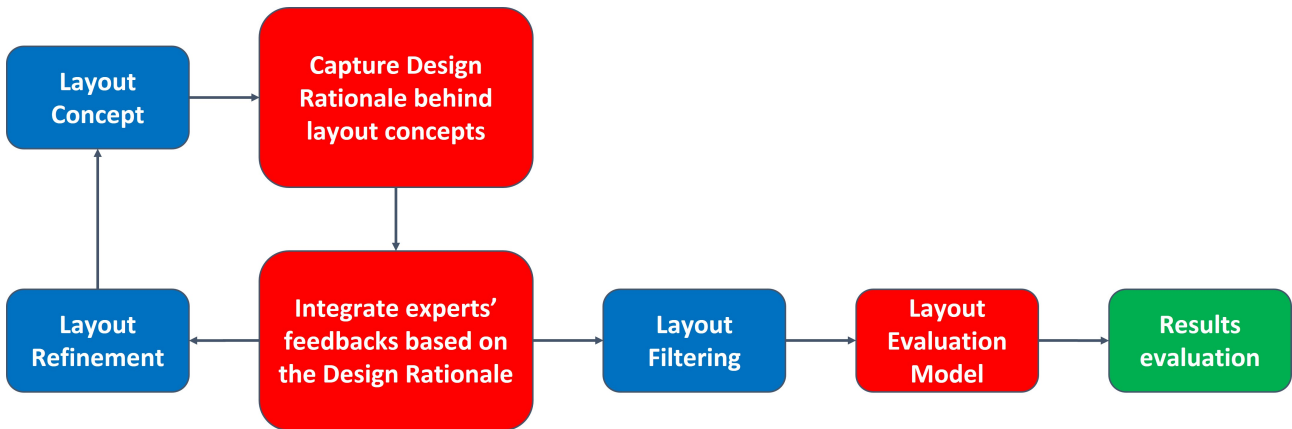 Layout
Concept
Capture Design
Rationale behind
layout concepts
Layout
Refinement
Integrate experts’
feedbacks based on
the Design Rationale
Layout
Filtering
Layout
Evaluation
Model
Results
evaluation